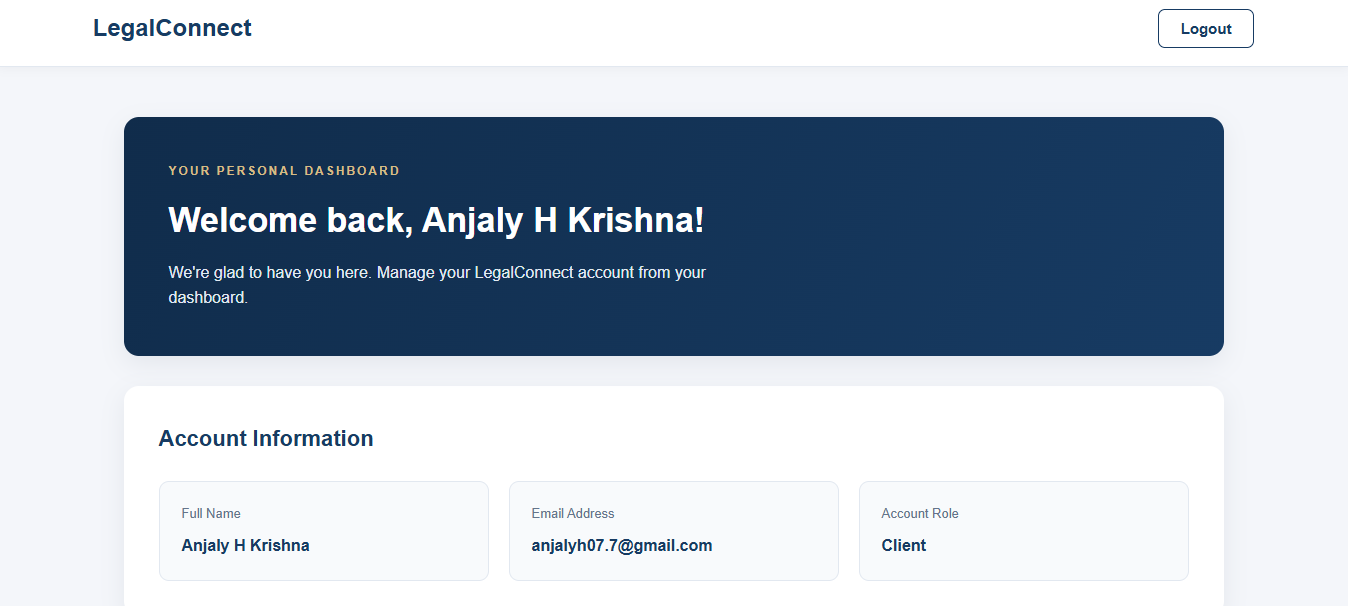 LegalConnect
Logout
YOUR PERSONAL DASHBOARD
Welcome back, Anjaly H Krishna!
We're glad to have you here. Manage your LegalConnect account from your
dashboard.
Account Information
Full Name
Anjaly H Krishna
Email Address
anjalyh07.7@gmail.com
Account Role
Client